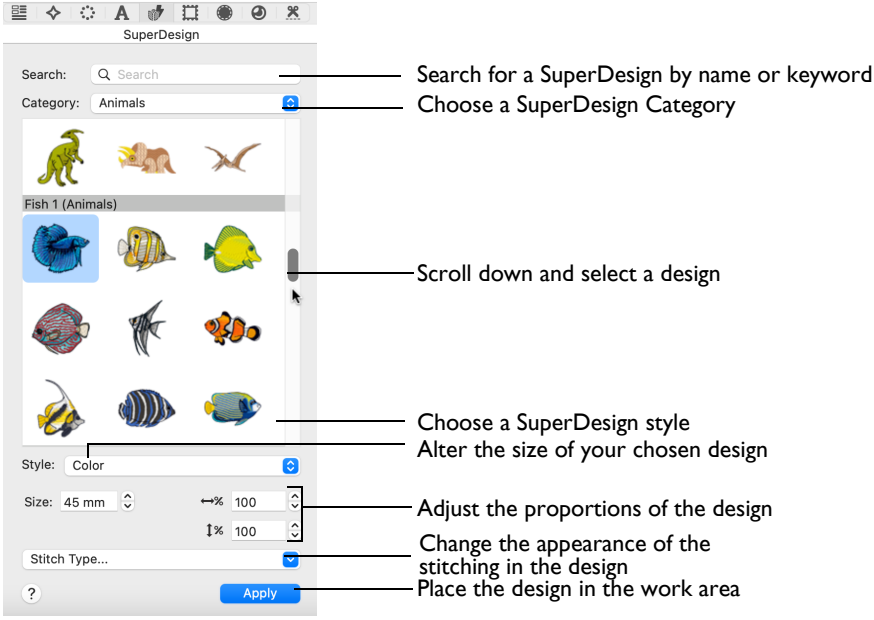 SuperDesign
Search: Search
Search for a SuperDesign by name or keyword
Category: Animals
Choose a SuperDesign Category
Fish 1 (Animals)
Scroll down and select a design
Choose a SuperDesign style
Alter the size of your chosen design
Style: Color
Size: 45 mm % 100
Adjust the proportions of the design
% 100
Change the appearance of the
stitching in the design
Stitch Type...
Place the design in the work area
? Apply